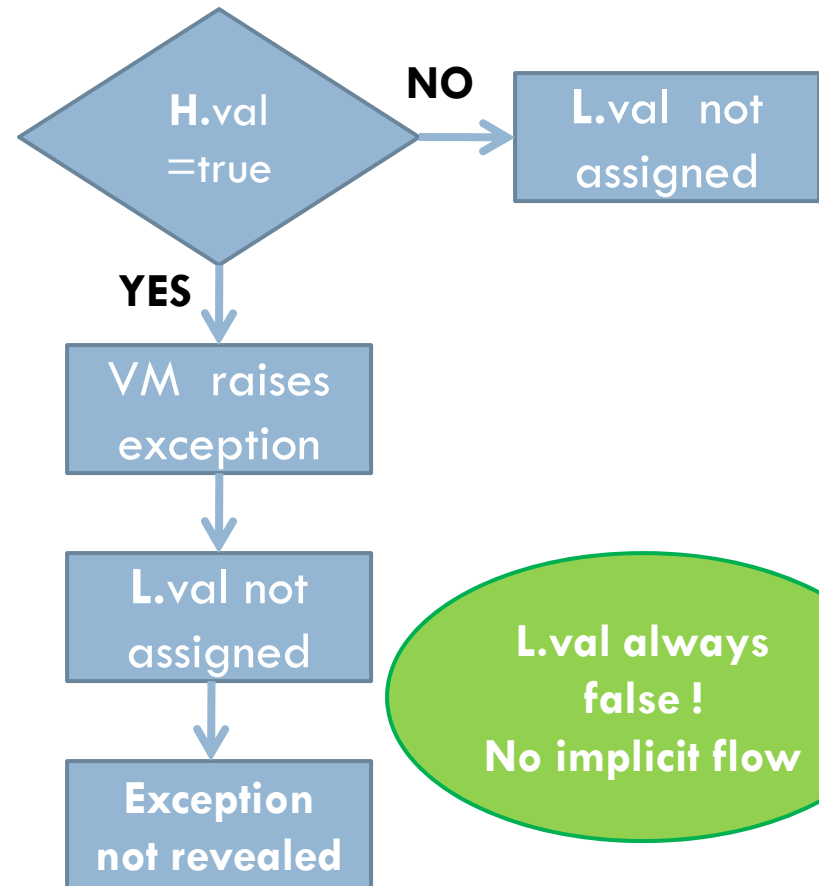 H.val
=true
NO
L.val not
assigned
YES
VM raises
exception
L.val not
assigned
Exception
not revealed
L.val always
false !
No implicit flow